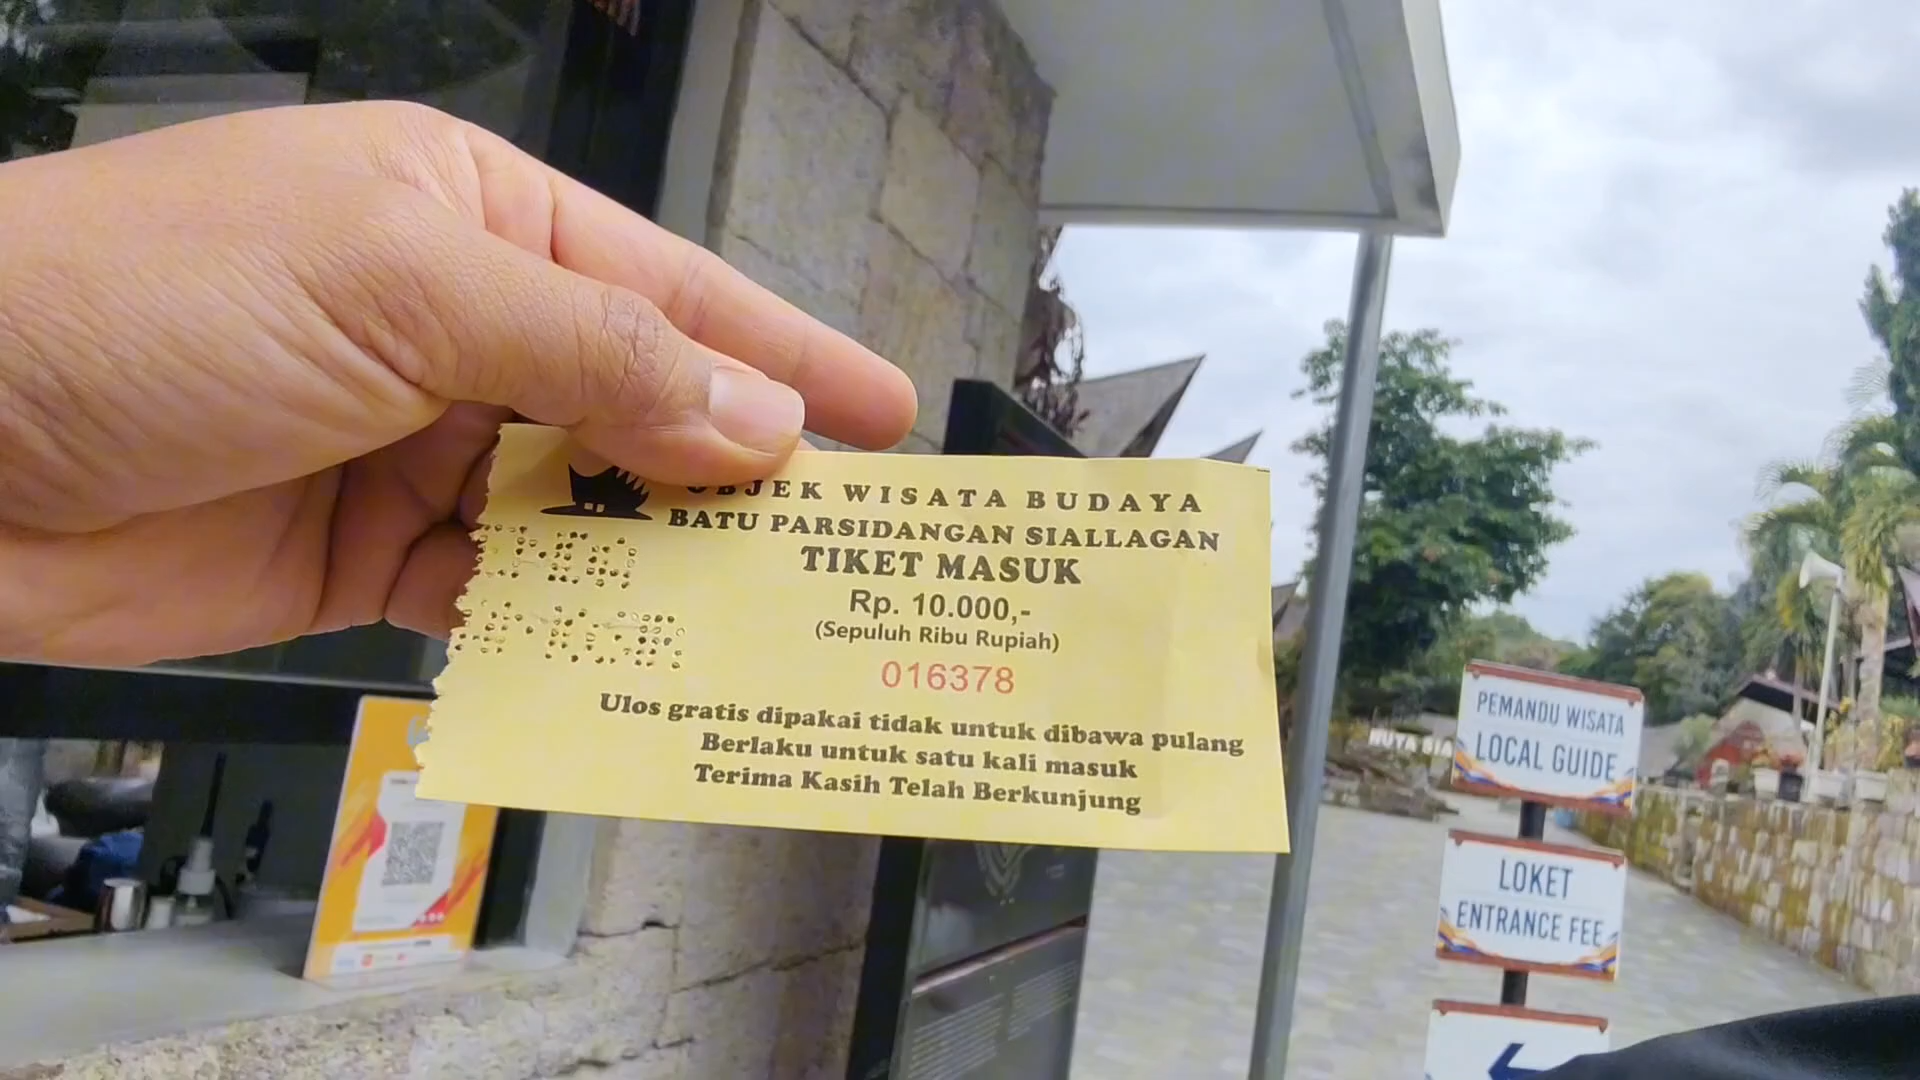 OBJEK WISATA BUDAYA
BATU PARSIDANGAN SIALLAGAN
TIKET MASUK
Rp. 10.000,-
(Sepuluh Ribu Rupiah)
016378
Ulos gratis dipakai tidak untuk dibawa pulang
Berlaku untuk satu kali masuk
Terima Kasih Telah Berkunjung
PEMANDU WISATA
LOCAL GUIDE
LOKET
ENTRANCE FEE